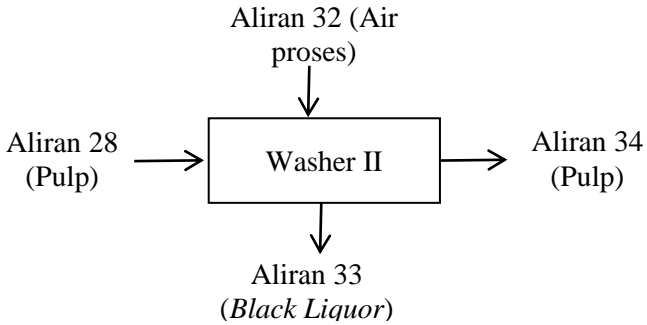 Aliran 32 (Air
proses)
Aliran 28
(Pulp)
Washer II
Aliran 34
(Pulp)
Aliran 33
(Black Liquor)